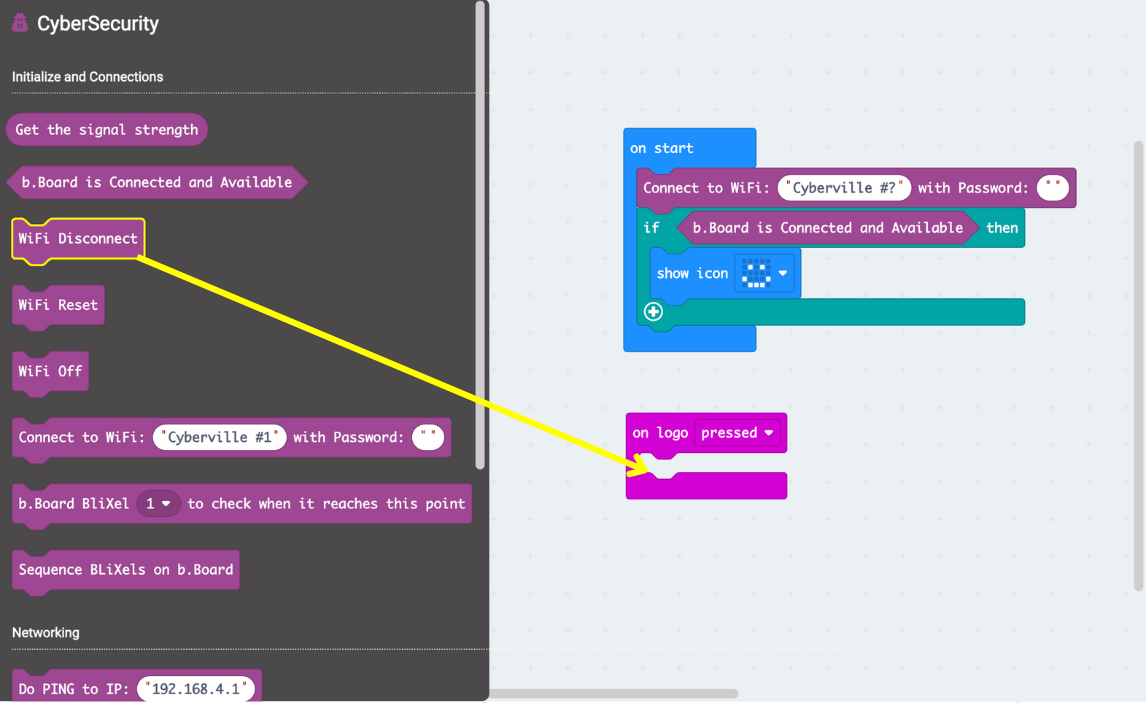 CyberSecurity
Initialize and Connections
Get the signal strength
b.Board is Connected and Available
WiFi Disconnect
WiFi Reset
WiFi Off
Connect to WiFi: "Cyberville #1" with Password: " "
b.Board BliXel 1 to check when it reaches this point
Sequence BLiXels on b.Board
Networking
Do PING to IP: "192.168.4.1"
on start
Connect to WiFi: "Cyberville #?" with Password: " "
if b.Board is Connected and Available then
show icon
on logo pressed